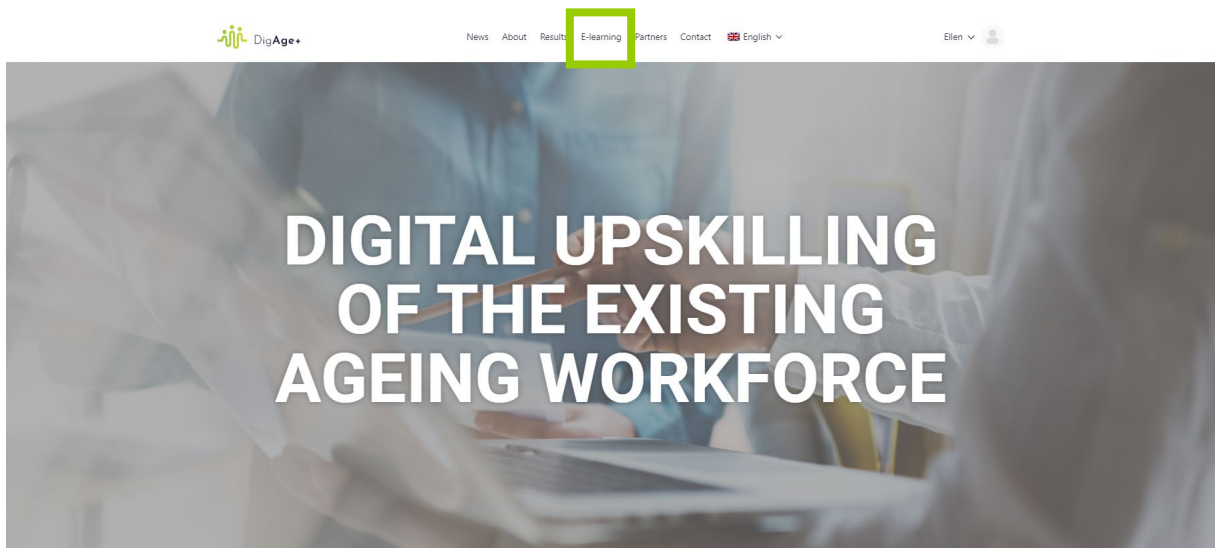 DigAge+
News About Results E-learning Partners Contact English
Ellen
DIGITAL UPSKILLING
OF THE EXISTING
AGEING WORKFORCE